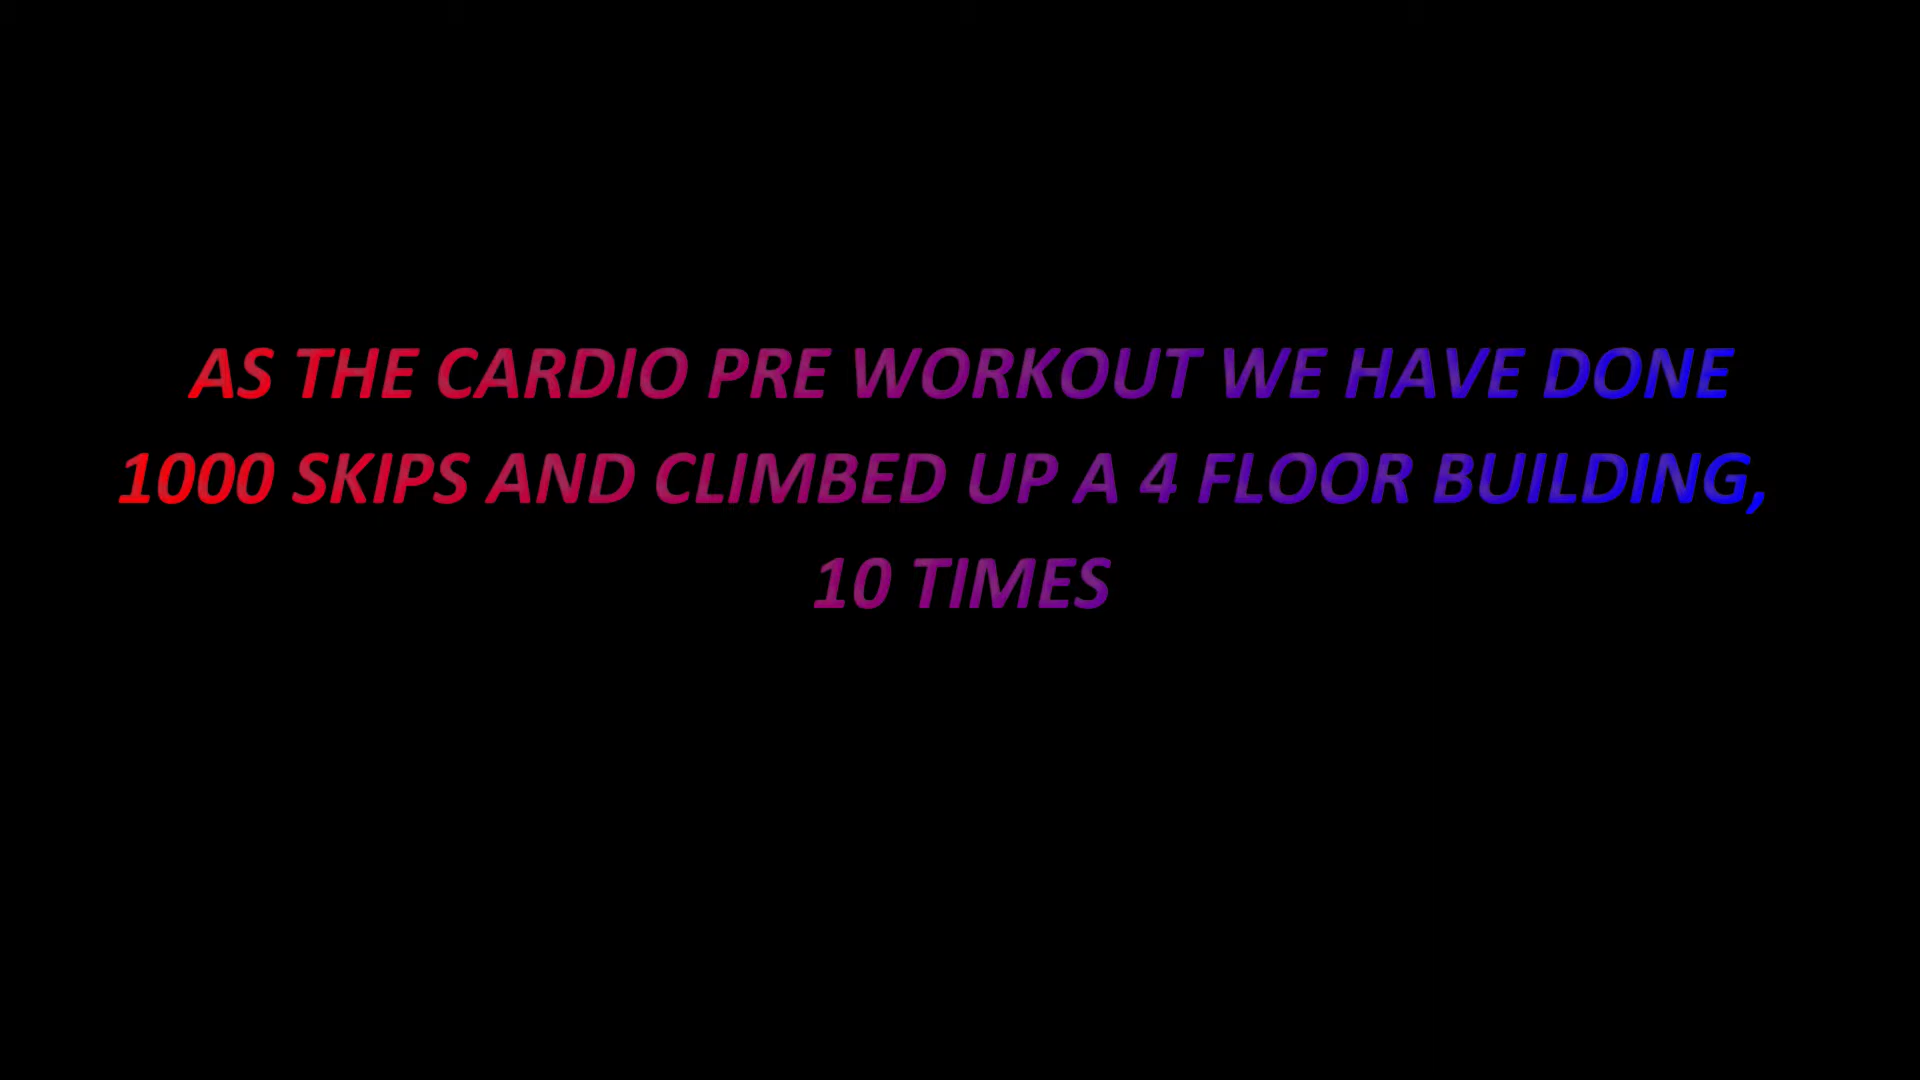 AS THE CARDIO PRE WORKOUT WE HAVE DONE
1000 SKIPS AND CLIMBED UP A 4 FLOOR BUILDING,
10 TIMES